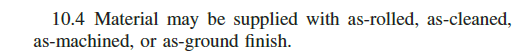 10.4 Material may be supplied with as-rolled, as-cleaned,
as-machined, or as-ground finish.